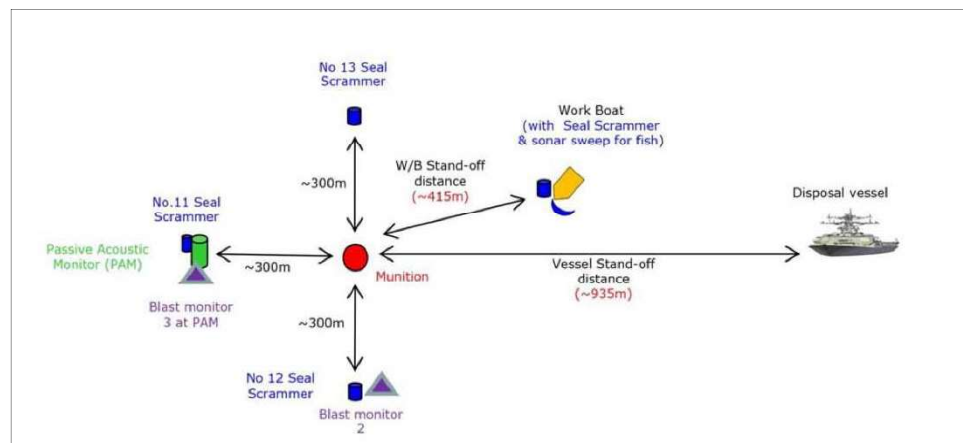 No 13 Seal
Scrammer
Work Boat
(with Seal Scrammer
& sonar sweep for fish)
W/B Stand-off
distance
(~415m)
~300m
No.11 Seal
Scrammer
Disposal vessel
Passive Acoustic
Monitor (PAM)
~300m
Munition
Vessel Stand-off
distance
(~935m)
Blast monitor
3 at PAM
~300m
No 12 Seal
Scrammer
Blast monitor
2